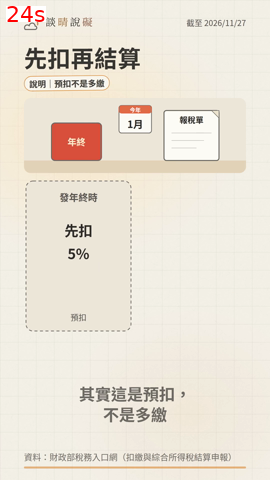 24s
談晴說礙
截至 2026/11/27
先扣再結算
說明｜預扣不是多繳
年終
今年
1月
報稅單
發年終時
先扣
5%
預扣
其實這是預扣，
不是多繳
資料：財政部稅務入口網（扣繳與綜合所得稅結算申報）